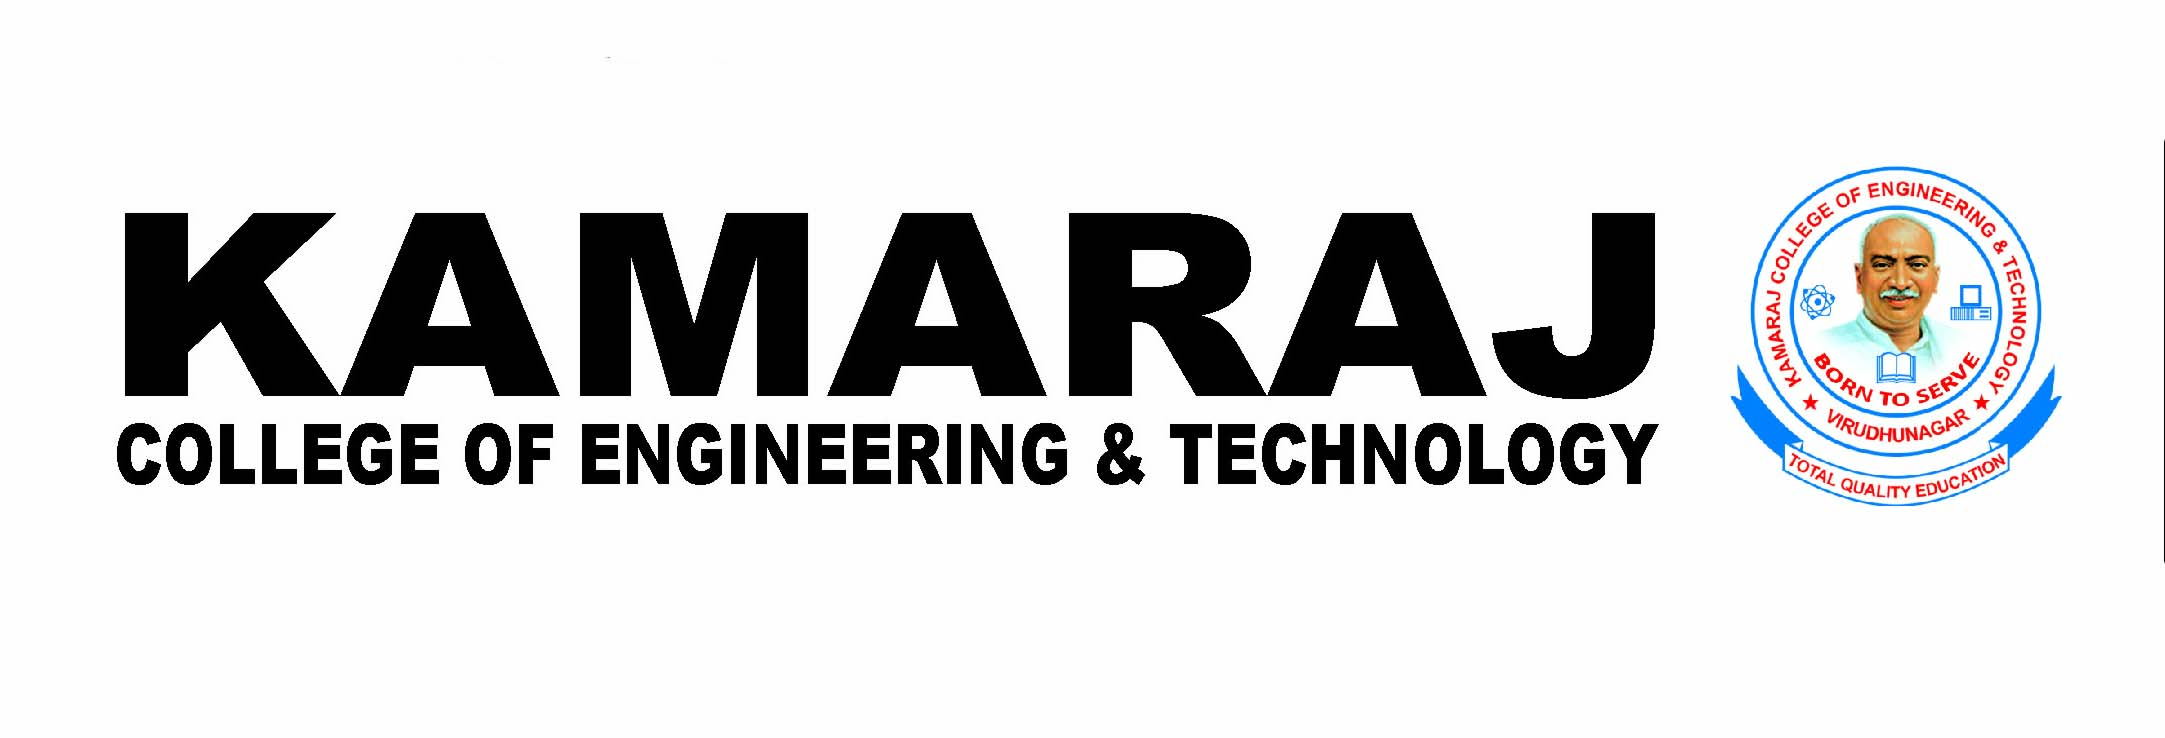 KAMARAJ
COLLEGE OF ENGINEERING & TECHNOLOGY
KAMARAJ COLLEGE OF ENGINEERING & TECHNOLOGY
BORN TO SERVE
★ VIRUDHUNAGAR ★
TOTAL QUALITY EDUCATION